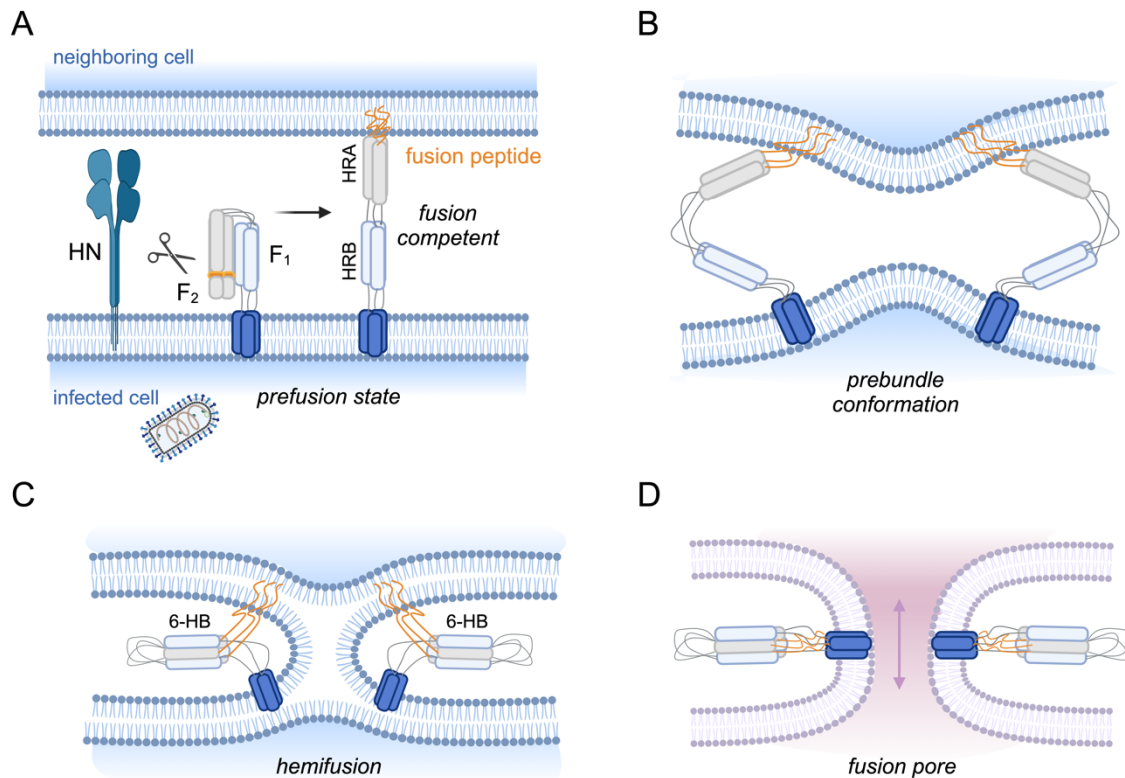 A
neighboring cell
HN
F2
F1
HRA
HRB
fusion peptide
fusion
competent
infected cell
prefusion state
B
prebundle
conformation
C
6-HB
6-HB
hemifusion
D
fusion pore